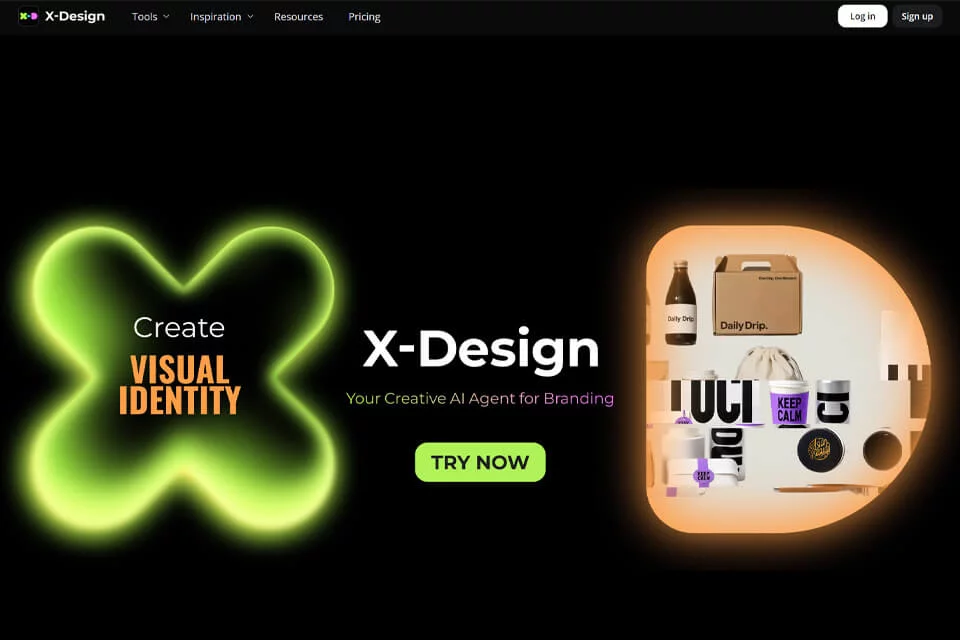 X-D X-Design Tools Inspiration Resources Pricing Log in Sign up
Create
VISUAL
IDENTITY
X-Design
Your Creative AI Agent for Branding
TRY NOW
Daily Drip.
Daily Drip.
KEEP
CALM